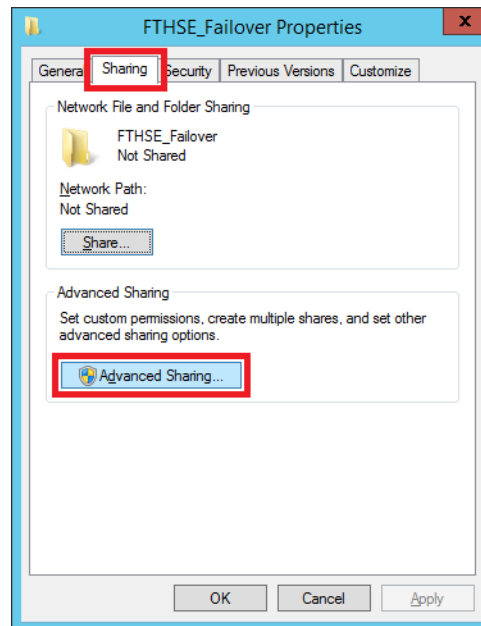 FTHSE_Failover Properties
x
General Sharing Security Previous Versions Customize
Network File and Folder Sharing
FTHSE_Failover
Not Shared
Network Path:
Not Shared
Share...
Advanced Sharing
Set custom permissions, create multiple shares, and set other
advanced sharing options.
Advanced Sharing...
OK Cancel Apply